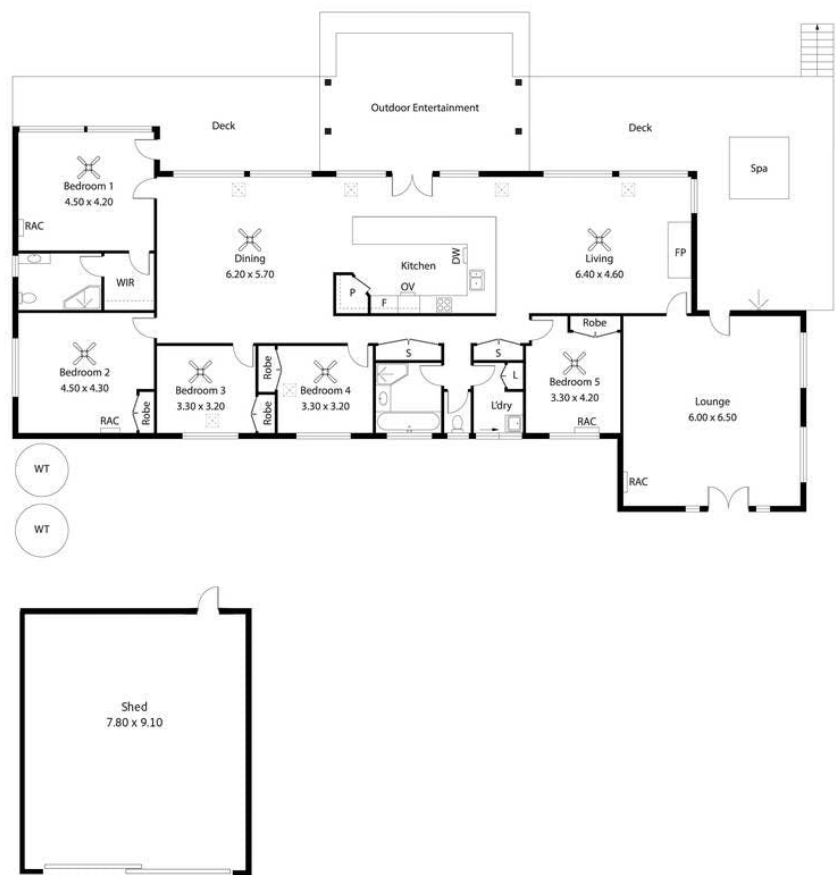 Outdoor Entertainment
Deck
Deck
Spa
Bedroom 1
4.50 x 4.20
RAC
WIR
Dining
6.20 x 5.70
Kitchen
DW
OV
P
F
Living
6.40 x 4.60
FP
Bedroom 2
4.50 x 4.30
RAC
Robe
Bedroom 3
3.30 x 3.20
Robe
Robe
Bedroom 4
3.30 x 3.20
S
S
L
L'dry
Robe
Bedroom 5
3.30 x 4.20
RAC
Lounge
6.00 x 6.50
RAC
WT
WT
Shed
7.80 x 9.10